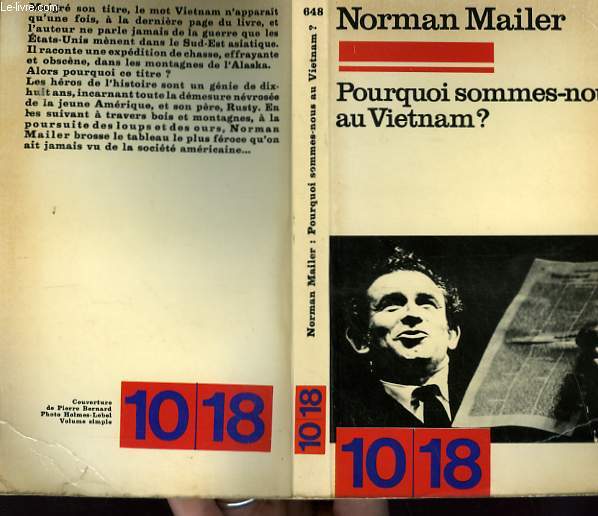 © Le-livre.com
ré son titre, le mot Vietnam n'apparaît
qu'une fois, à la dernière page du livre, et
l'auteur ne parle jamais de la guerre que les
États-Unis mènent dans le Sud-Est asiatique.
Il raconte une expédition de chasse, effrayante
et obscène, dans les montagnes de l'Alaska.
Alors pourquoi ce titre ?
Les héros de l'histoire sont un génie de dix-
huit ans, incarnant toute la démesure névrosée
de la jeune Amérique, et son père, Rusty. En
les suivant à travers bois et montagnes, à la
poursuite des loups et des ours, Norman
Mailer brosse le tableau le plus féroce qu'on
ait jamais vu de la société américaine...
Couverture
de Pierre Bernard
Photo Holmes-Lebel
Volume simple
10 18
648
Norman Mailer : Pourquoi sommes-nous au Vietnam ?
10 18
Norman Mailer
Pourquoi sommes-nou
au Vietnam ?
10 18